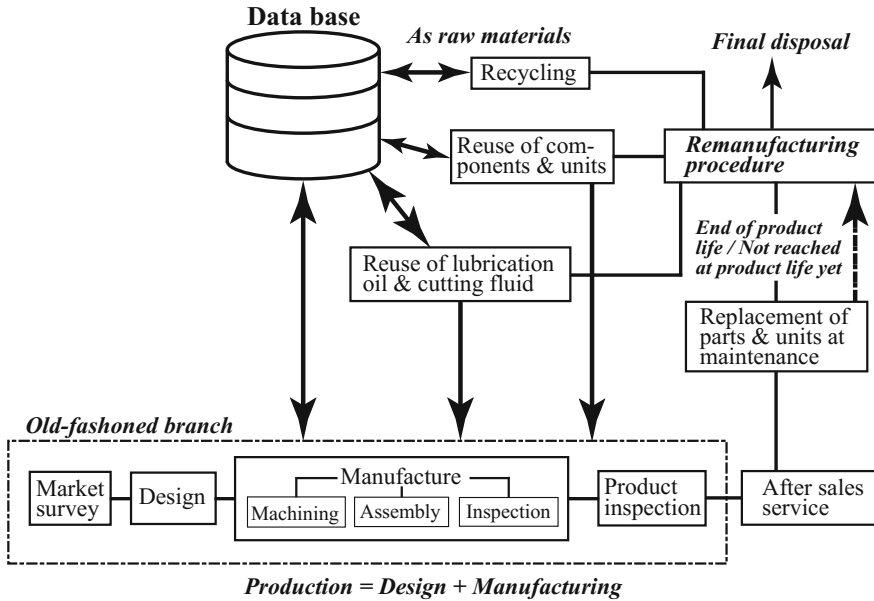 Data base
As raw materials
Final disposal
Recycling
Reuse of com-
ponents & units
Remanufacturing
procedure
End of product
life / Not reached
at product life yet
Reuse of lubrication
oil & cutting fluid
Replacement of
parts & units at
maintenance
Old-fashoned branch
Market
survey
Design
Manufacture
Machining
Assembly
Inspection
Product
inspection
After sales
service
Production = Design + Manufacturing